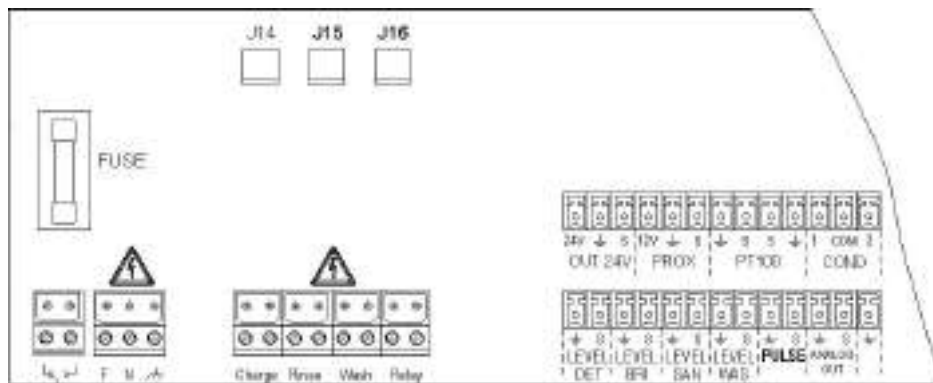 J14 J15 J16
FUSE
24V S 12V S S S 1 COM 2
OUT 24V PROX PT100 COND
S S S S
LEVEL LEVEL LEVEL LEVEL PULSE ANALOG
DET BRI SAN WAS OUT
F N
Charge Rinse Wash Relay